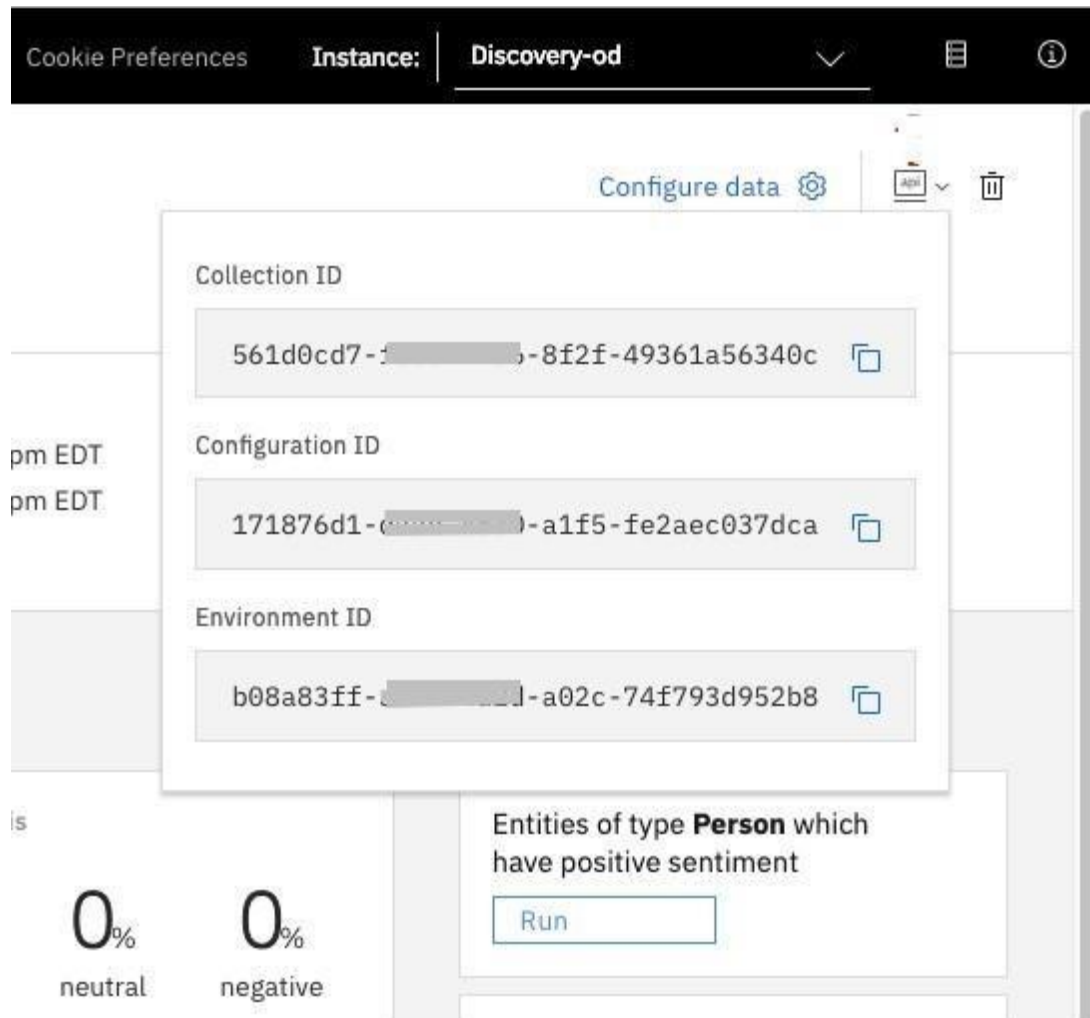 Cookie Preferences Instance: Discovery-od
Configure data Api
Collection ID
561d0cd7- -8f2f-49361a56340c
Configuration ID
171876d1- -a1f5-fe2aec037dca
Environment ID
b08a83ff- -a02c-74f793d952b8
pm EDT
pm EDT
is
0% neutral
0% negative
Entities of type Person which
have positive sentiment
Run